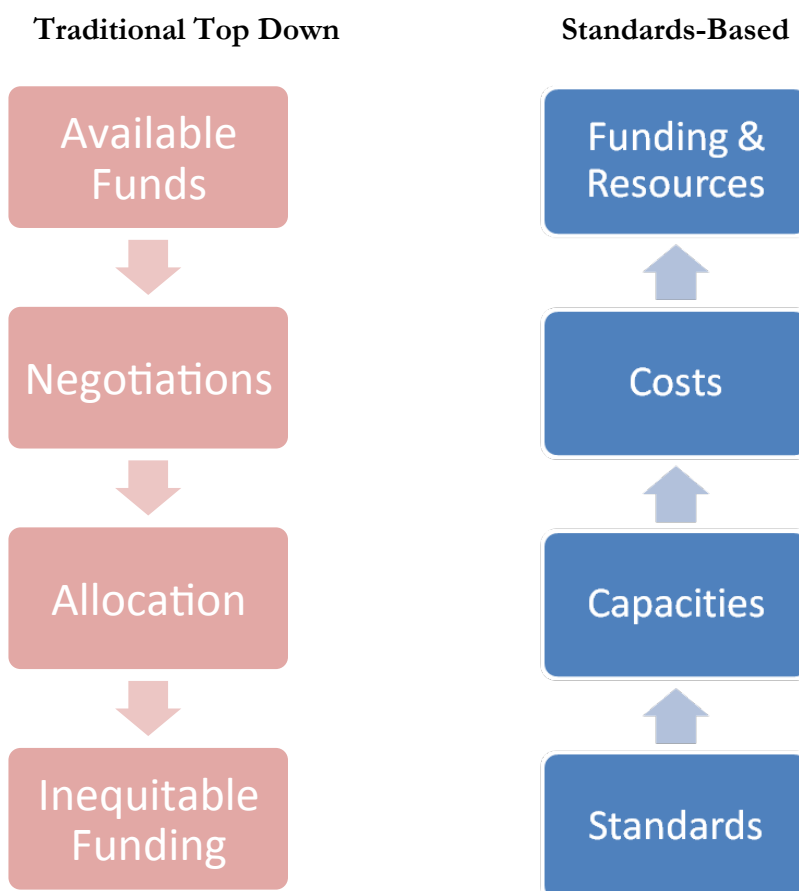 Traditional Top Down
Available
Funds
Negotiations
Allocation
Inequitable
Funding
Standards-Based
Funding &
Resources
Costs
Capacities
Standards